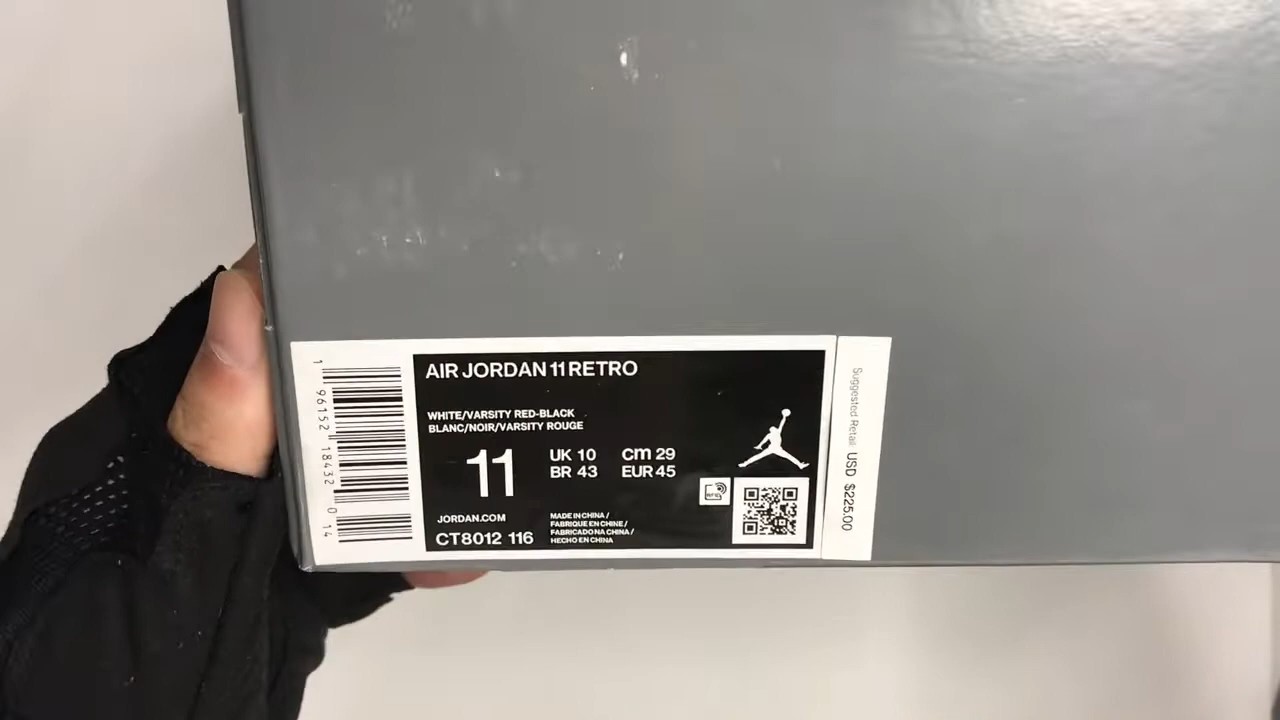 AIR JORDAN 11 RETRO
WHITE/VARSITY RED-BLACK
BLANC/NOIR/VARSITY ROUGE
11
UK 10
BR 43
Cm 29
EUR 45
JORDAN.COM
CT8012 116
MADE IN CHINA /
FABRIQUE EN CHINE /
FABRICADO NA CHINA /
HECHO EN CHINA
RFID
1 96152 18432 0 14
Suggested Retail USD $225.00